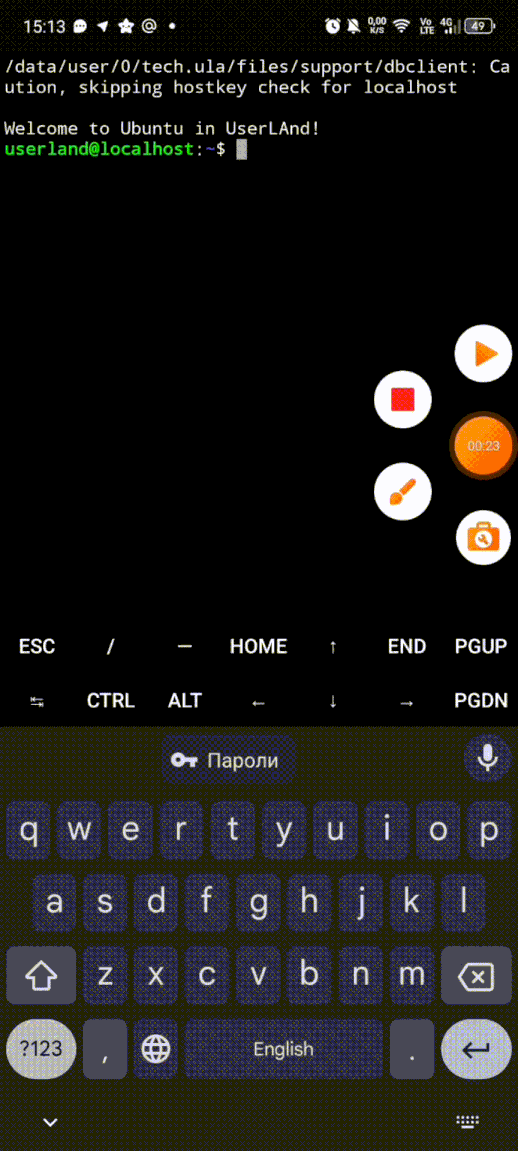 15:13 0,00 K/S Vo LTE 4G 49
/data/user/0/tech.ula/files/support/dbclient: Ca
ution, skipping hostkey check for localhost
Welcome to Ubuntu in UserLAnd!
userland@localhost:~$
00:23
ESC / — HOME ↑ END PGUP
↹ CTRL ALT ← ↓ → PGDN
Пароли
q w e r t y u i o p
a s d f g h j k l
z x c v b n m
?123 , English .